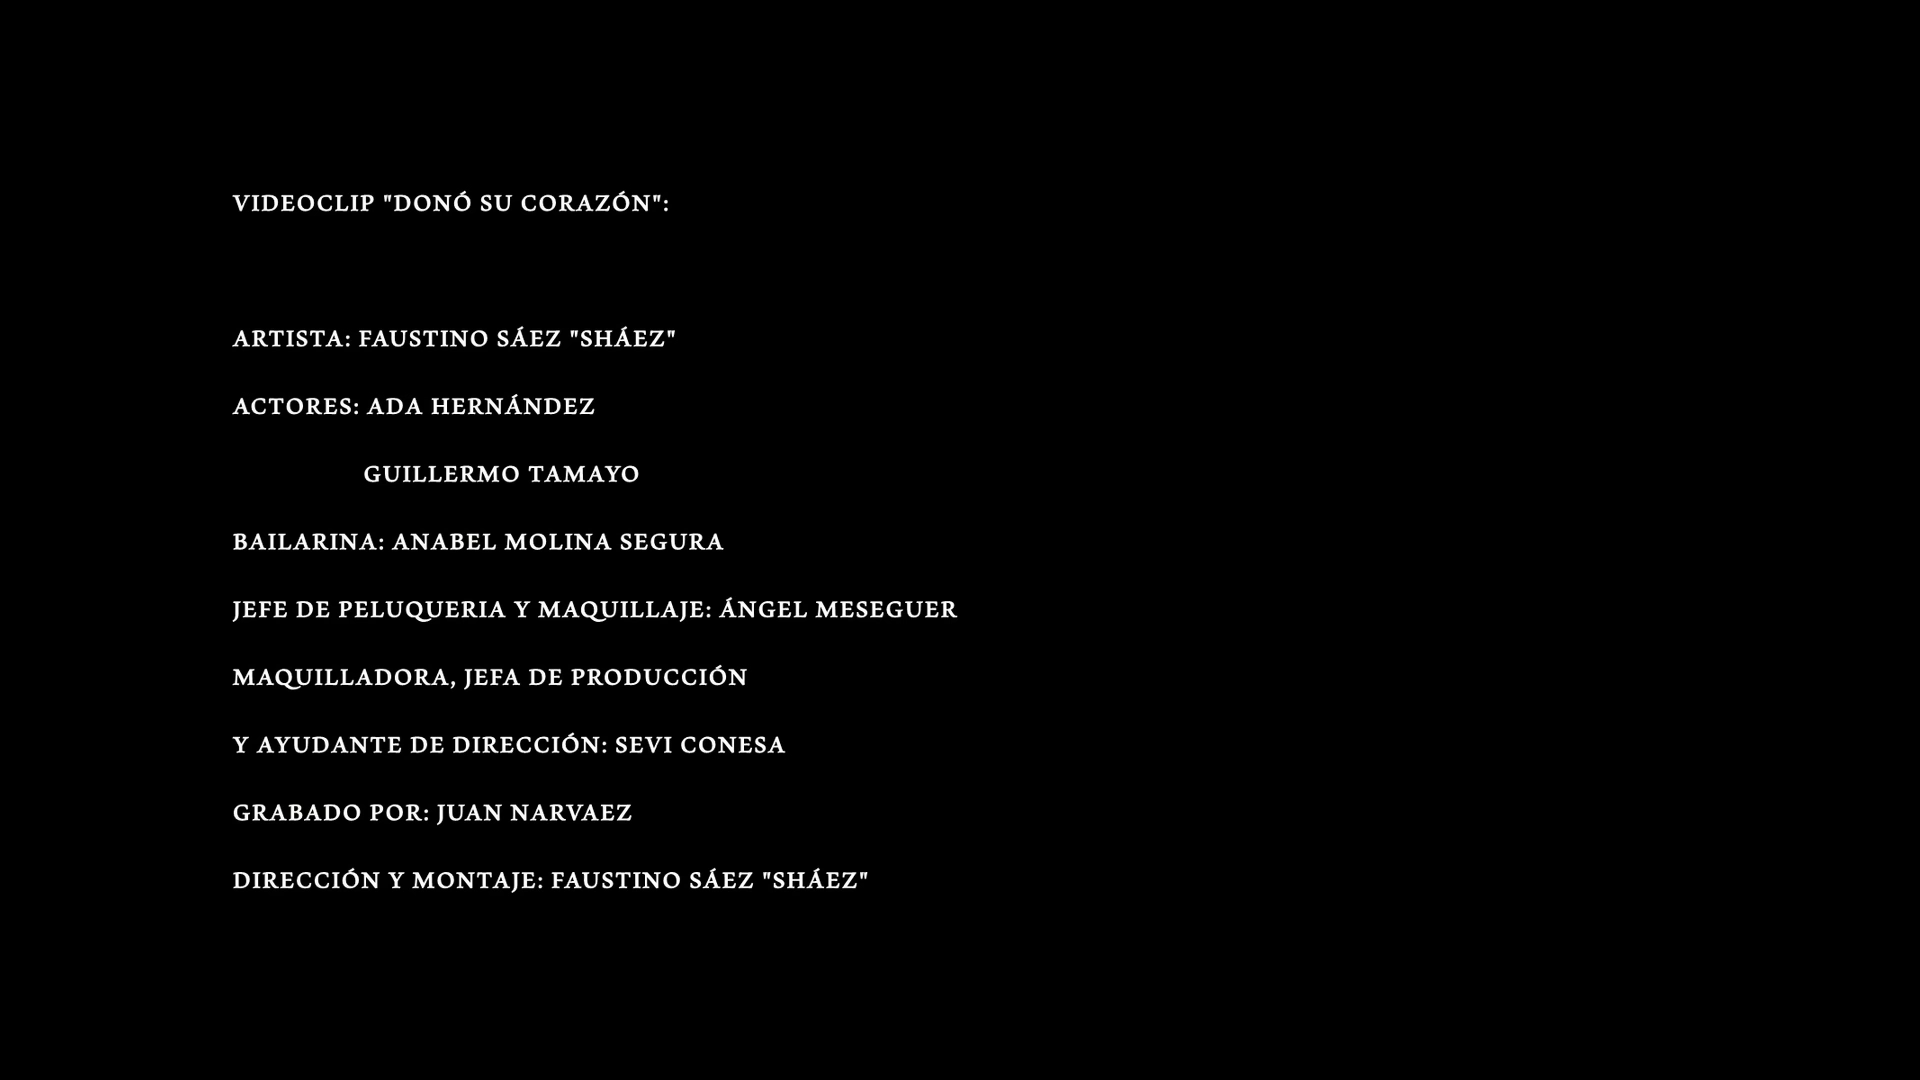 VIDEOCLIP "DONÓ SU CORAZÓN":
ARTISTA: FAUSTINO SÁEZ "SHÁEZ"
ACTORES: ADA HERNÁNDEZ
GUILLERMO TAMAYO
BAILARINA: ANABEL MOLINA SEGURA
JEFE DE PELUQUERIA Y MAQUILLAJE: ÁNGEL MESEGUER
MAQUILLADORA, JEFA DE PRODUCCIÓN
Y AYUDANTE DE DIRECCIÓN: SEVI CONESA
GRABADO POR: JUAN NARVAEZ
DIRECCIÓN Y MONTAJE: FAUSTINO SÁEZ "SHÁEZ"